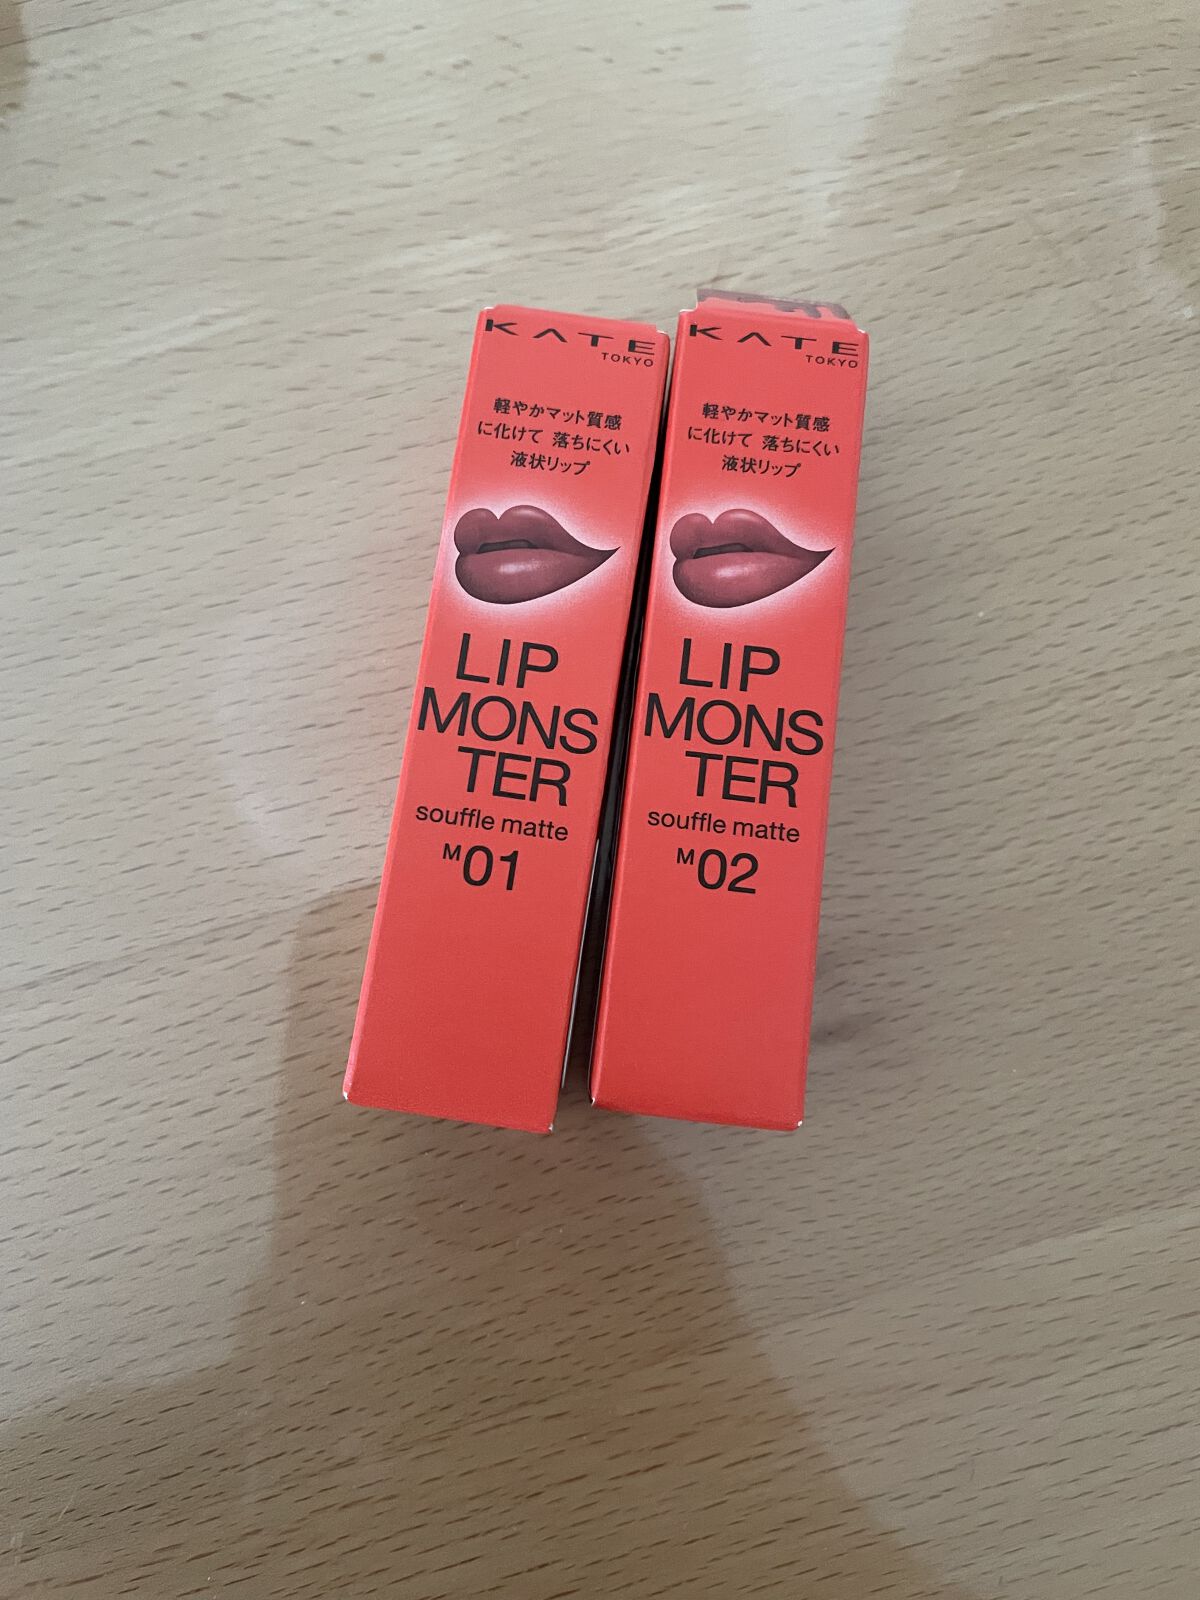 KATE
TOKYO
軽やかマット質感
に化けて 落ちにくい
液状リップ
LIP
MONS
TER
souffle matte
M01
KATE
TOKYO
軽やかマット質感
に化けて 落ちにくい
液状リップ
LIP
MONS
TER
souffle matte
M02